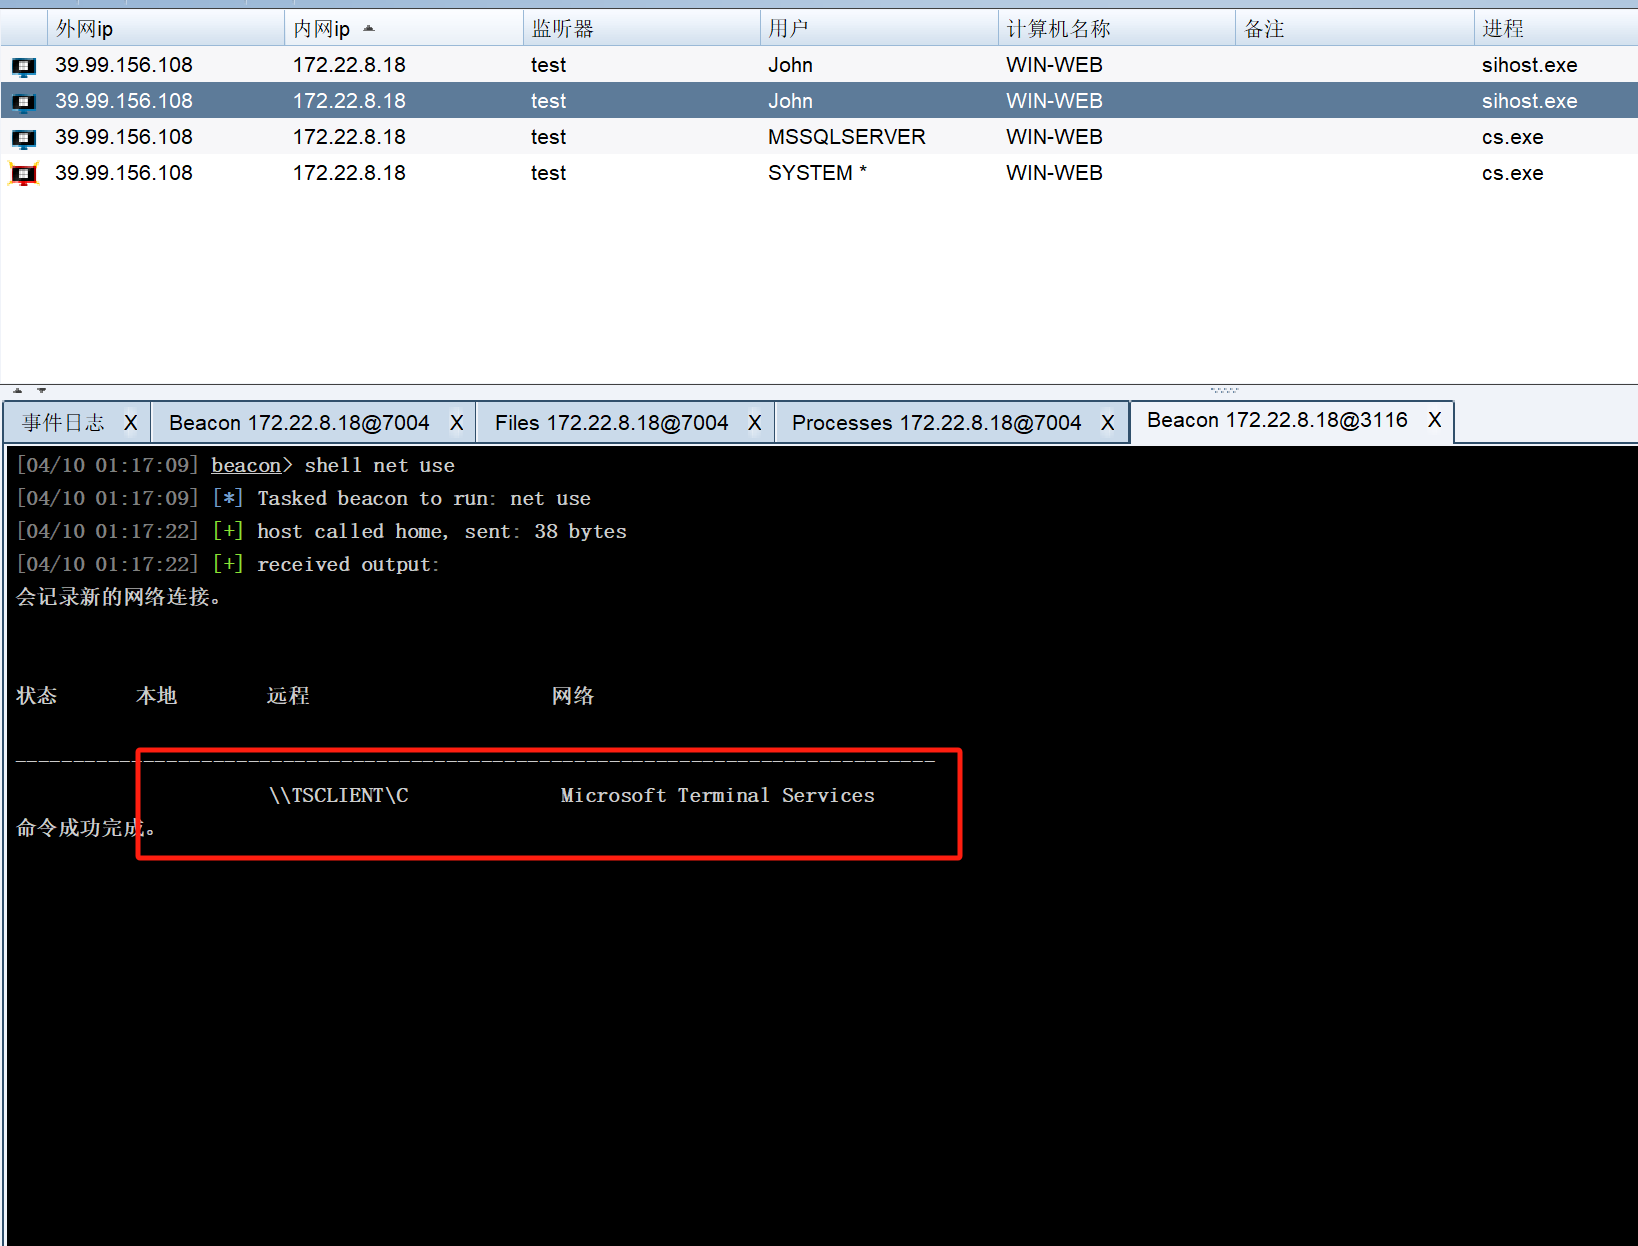 外网ip 内网ip 监听器 用户 计算机名称 备注 进程
39.99.156.108 172.22.8.18 test John WIN-WEB sihost.exe
39.99.156.108 172.22.8.18 test John WIN-WEB sihost.exe
39.99.156.108 172.22.8.18 test MSSQLSERVER WIN-WEB cs.exe
39.99.156.108 172.22.8.18 test SYSTEM * WIN-WEB cs.exe
事件日志 X Beacon 172.22.8.18@7004 X Files 172.22.8.18@7004 X Processes 172.22.8.18@7004 X Beacon 172.22.8.18@3116 X
[04/10 01:17:09] beacon> shell net use
[04/10 01:17:09] [*] Tasked beacon to run: net use
[04/10 01:17:22] [+] host called home, sent: 38 bytes
[04/10 01:17:22] [+] received output:
会记录新的网络连接。
状态 本地 远程 网络
-------------------------------------------------------------------------------
\\TSCLIENT\C Microsoft Terminal Services
命令成功完成。